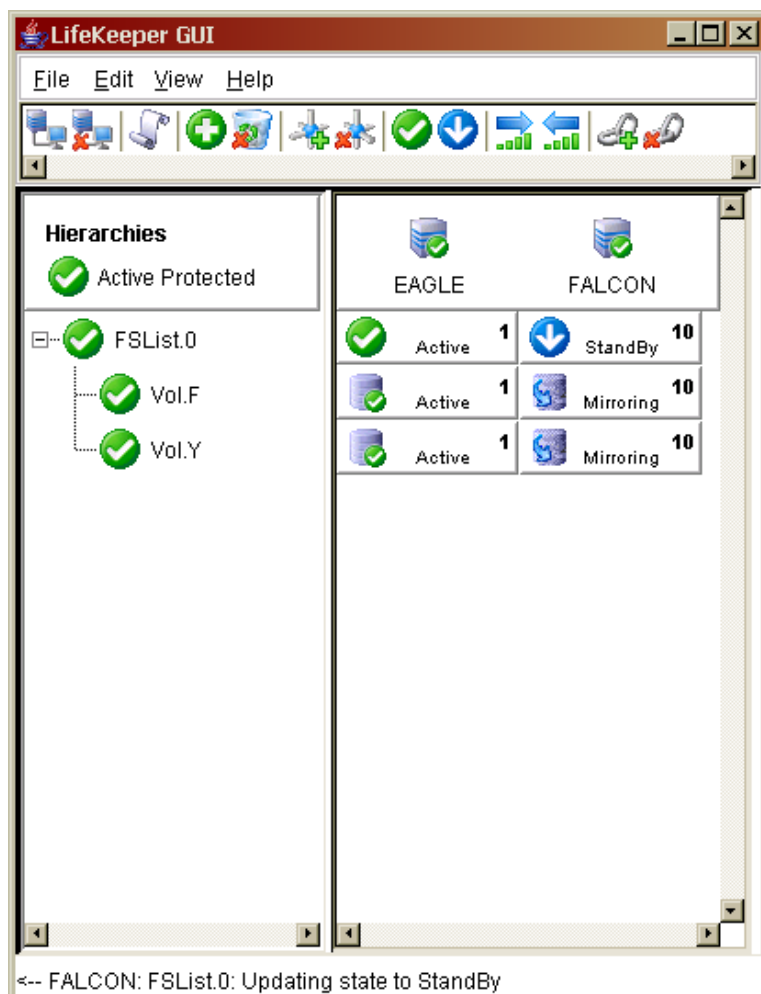 LifeKeeper GUI
File Edit View Help
Hierarchies
Active Protected
EAGLE FALCON
FSList.0 Active 1 StandBy 10
Vol.F Active 1 Mirroring 10
Vol.Y Active 1 Mirroring 10
<-- FALCON: FSList.0: Updating state to StandBy